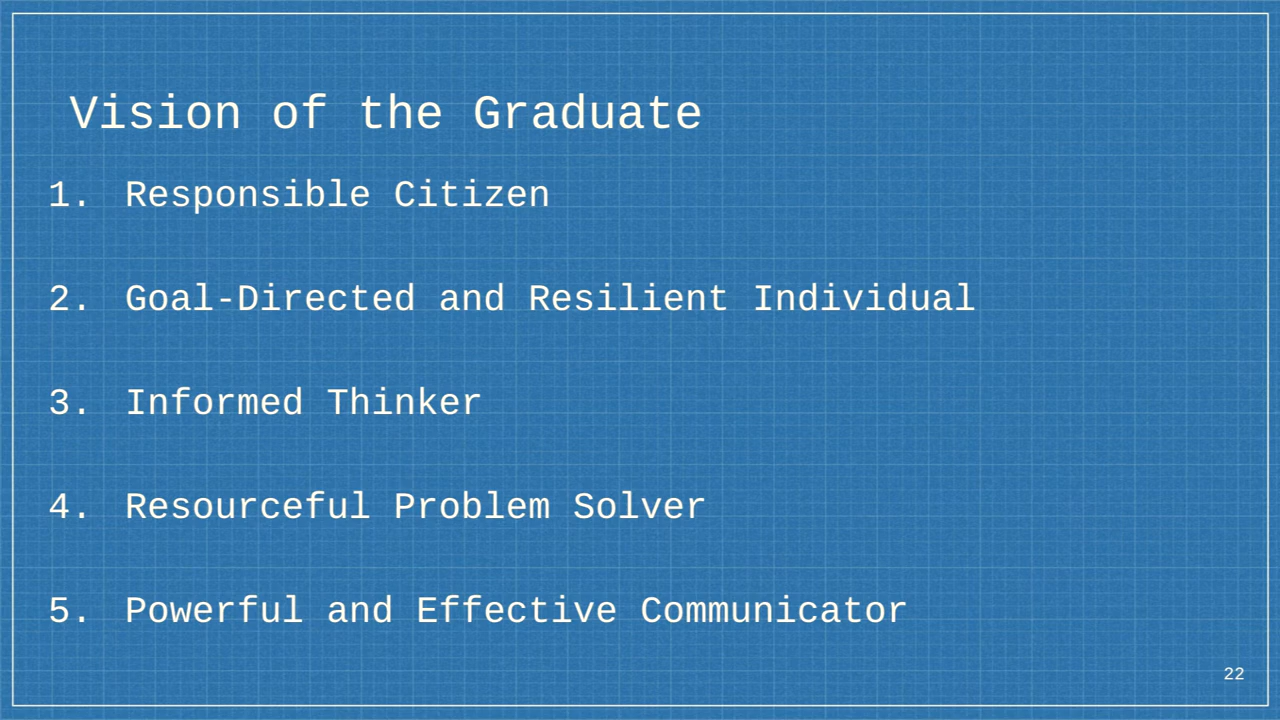 Vision of the Graduate
1. Responsible Citizen
2. Goal-Directed and Resilient Individual
3. Informed Thinker
4. Resourceful Problem Solver
5. Powerful and Effective Communicator
22